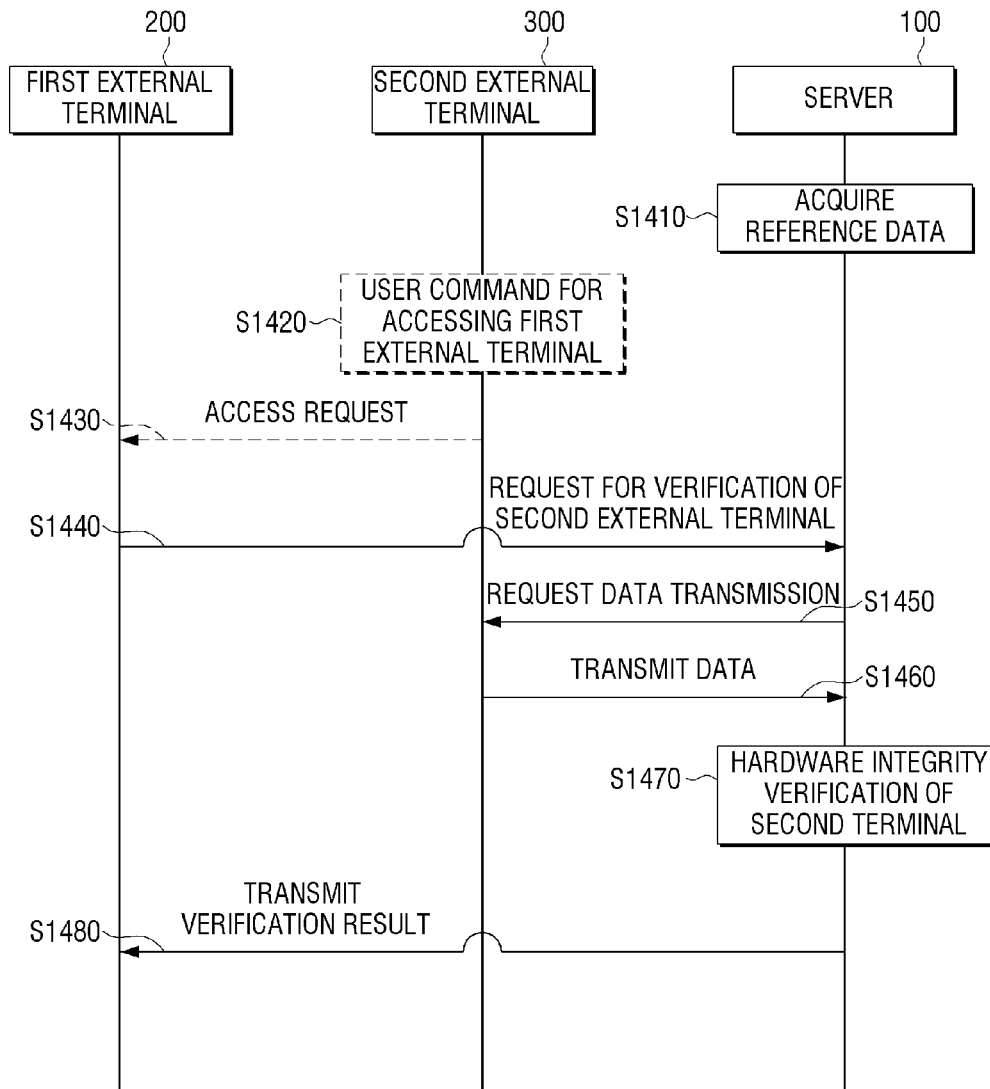 200
300
100
FIRST EXTERNAL
TERMINAL
SECOND EXTERNAL
TERMINAL
SERVER
S1410
ACQUIRE
REFERENCE DATA
S1420
USER COMMAND FOR
ACCESSING FIRST
EXTERNAL TERMINAL
S1430
ACCESS REQUEST
S1440
REQUEST FOR VERIFICATION OF
SECOND EXTERNAL TERMINAL
REQUEST DATA TRANSMISSION
S1450
TRANSMIT DATA
S1460
S1470
HARDWARE INTEGRITY
VERIFICATION OF
SECOND TERMINAL
S1480
TRANSMIT
VERIFICATION RESULT